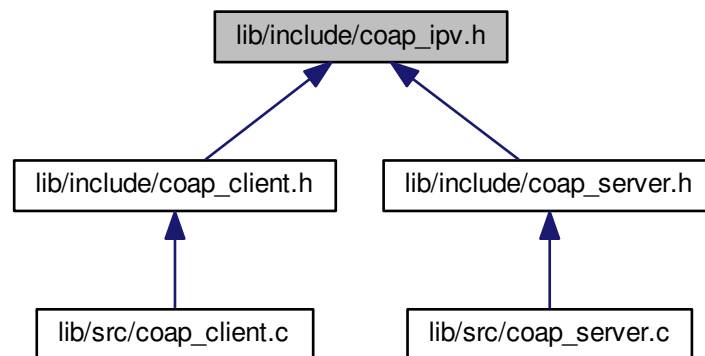 lib/include/coap_ipv.h
lib/include/coap_client.h
lib/include/coap_server.h
lib/src/coap_client.c
lib/src/coap_server.c